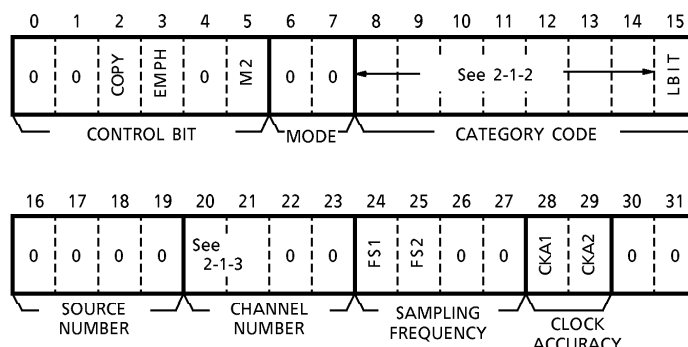 0 1 2 3 4 5 6 7 8 9 10 11 12 13 14 15
0 0 COPY EMPH 0 M2 0 0 See 2-1-2 LBIT
CONTROL BIT MODE CATEGORY CODE
16 17 18 19 20 21 22 23 24 25 26 27 28 29 30 31
0 0 0 0 See 2-1-3 0 0 FS1 FS2 0 0 CKA1 CKA2 0 0
SOURCE NUMBER
CHANNEL NUMBER
SAMPLING FREQUENCY
CLOCK ACCURACY